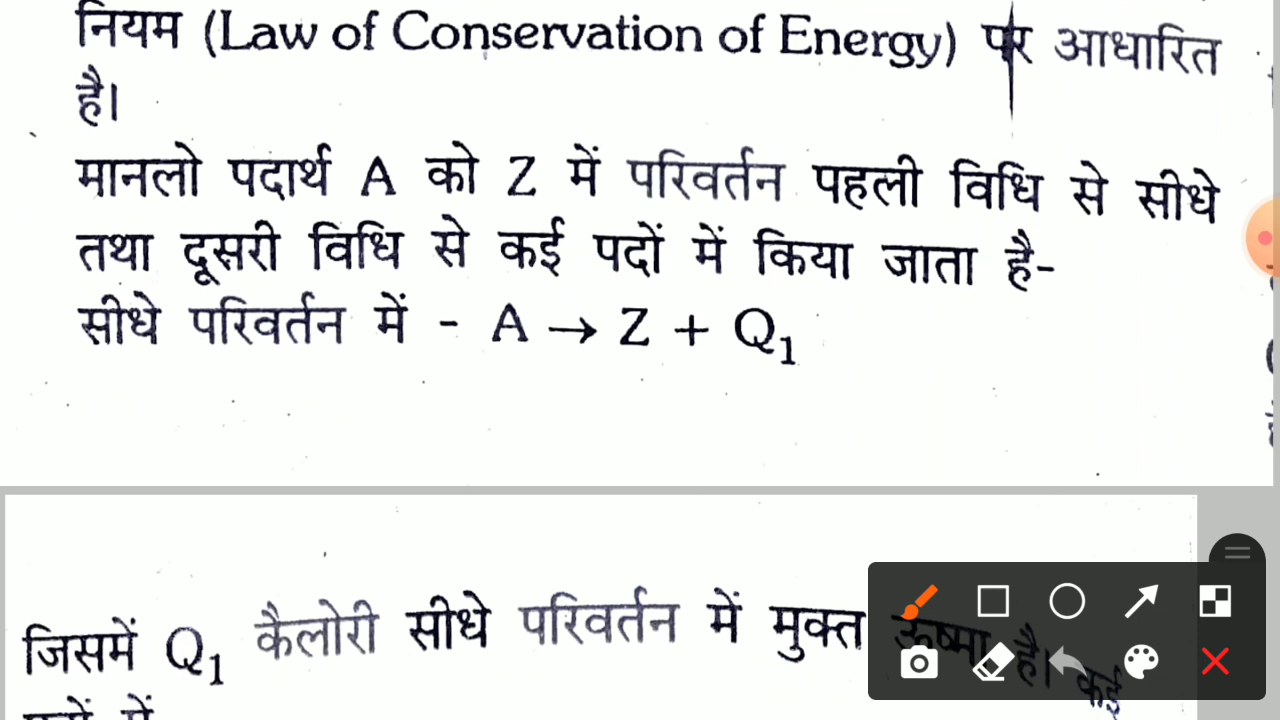 नियम (Law of Conservation of Energy) पर आधारित
है।
मानलो पदार्थ A को Z में परिवर्तन पहली विधि से सीधे
तथा दूसरी विधि से कई पदों में किया जाता है-
सीधे परिवर्तन में - A → Z + Q₁
जिसमें Q₁ कैलोरी सीधे परिवर्तन में मुक्त ऊष्मा है। कई